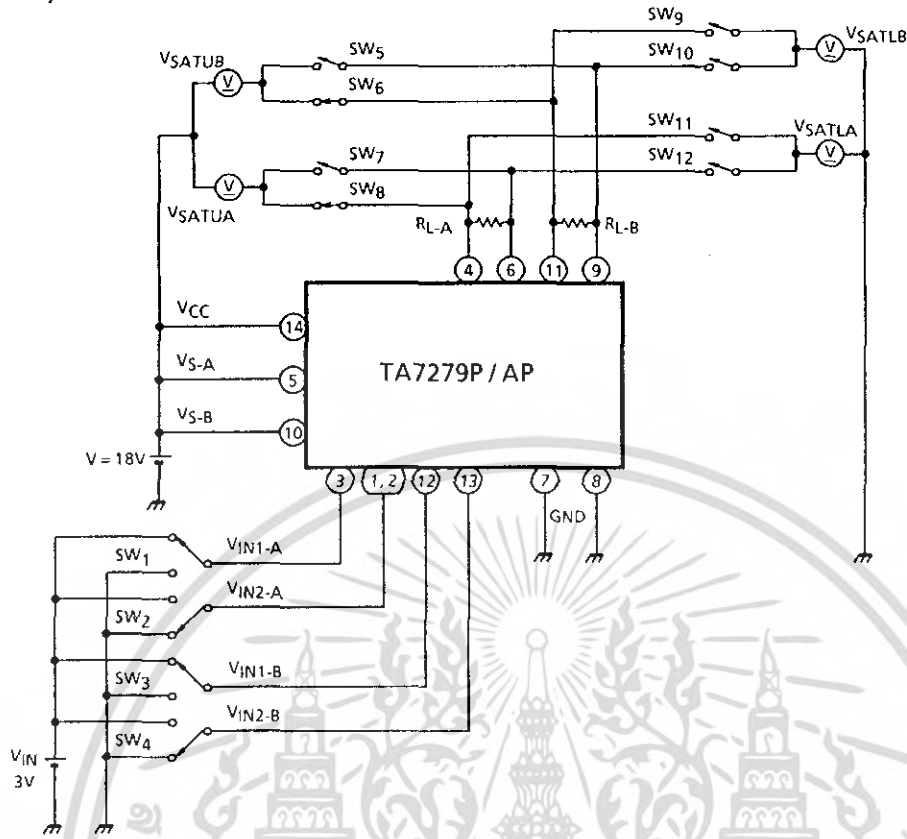 SW9
VSATLB
V
SW10
VSATUB
V
SW5
SW6
SW11
VSATLA
V
SW12
SW7
V
SW8
VSATUA
RL-A
RL-B
4
6
11
9
VCC
14
TA7279P / AP
VS-A
5
VS-B
10
V = 18V
3
1, 2
12
13
7
8
GND
VIN1-A
SW1
VIN2-A
SW2
VIN1-B
SW3
VIN2-B
SW4
VIN
3V